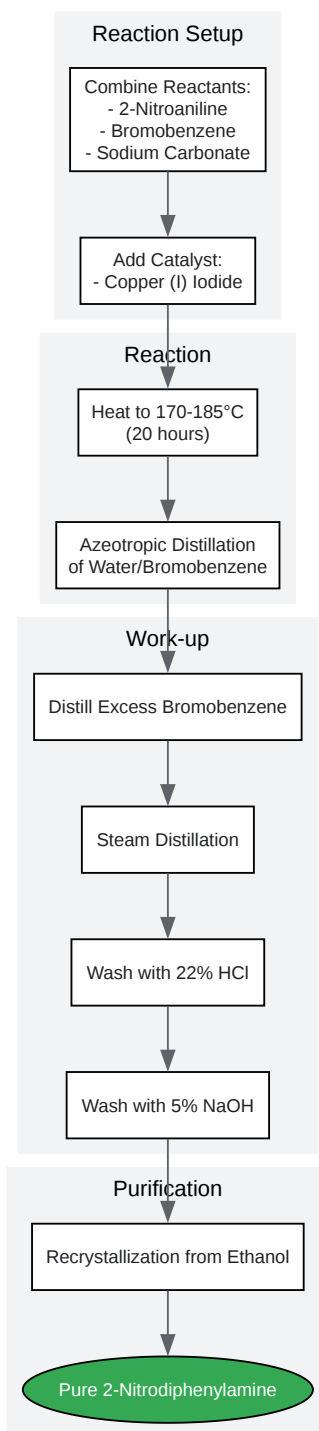 Reaction Setup
Combine Reactants:
- 2-Nitroaniline
- Bromobenzene
- Sodium Carbonate
Add Catalyst:
- Copper (I) Iodide
Reaction
Heat to 170-185°C
(20 hours)
Azeotropic Distillation
of Water/Bromobenzene
Work-up
Distill Excess Bromobenzene
Steam Distillation
Wash with 22% HCl
Wash with 5% NaOH
Purification
Recrystallization from Ethanol
Pure 2-Nitrodiphenylamine